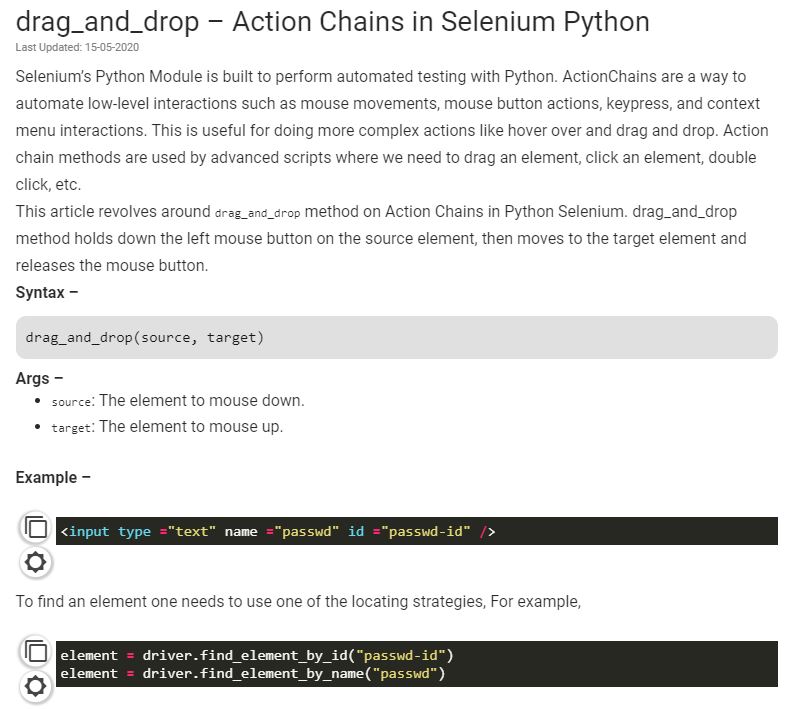 drag_and_drop – Action Chains in Selenium Python
Last Updated: 15-05-2020
Selenium's Python Module is built to perform automated testing with Python. ActionChains are a way to
automate low-level interactions such as mouse movements, mouse button actions, keypress, and context
menu interactions. This is useful for doing more complex actions like hover over and drag and drop. Action
chain methods are used by advanced scripts where we need to drag an element, click an element, double
click, etc.
This article revolves around drag_and_drop method on Action Chains in Python Selenium. drag_and_drop
method holds down the left mouse button on the source element, then moves to the target element and
releases the mouse button.
Syntax –
drag_and_drop(source, target)
Args –
• source: The element to mouse down.
• target: The element to mouse up.
Example –
<input type ="text" name ="passwd" id ="passwd-id" />
To find an element one needs to use one of the locating strategies, For example,
element = driver.find_element_by_id("passwd-id")
element = driver.find_element_by_name("passwd")